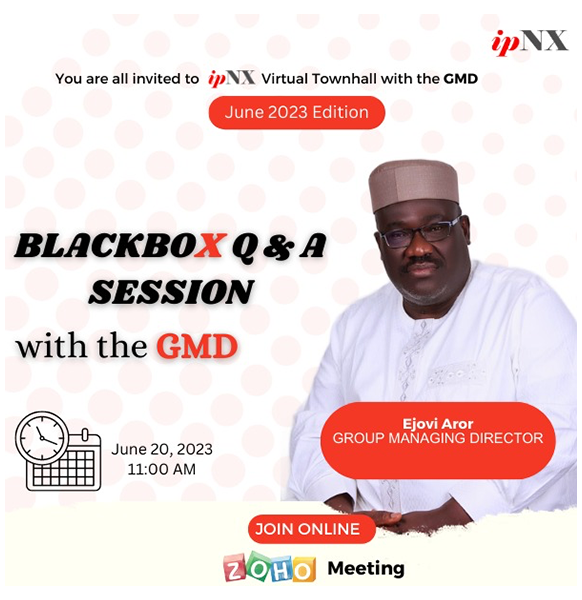 ipNX
You are all invited to ipNX Virtual Townhall with the GMD
June 2023 Edition
BLACKBOX Q & A
SESSION
with the GMD
Ejovi Aror
GROUP MANAGING DIRECTOR
June 20, 2023
11:00 AM
JOIN ONLINE
ZOHO Meeting